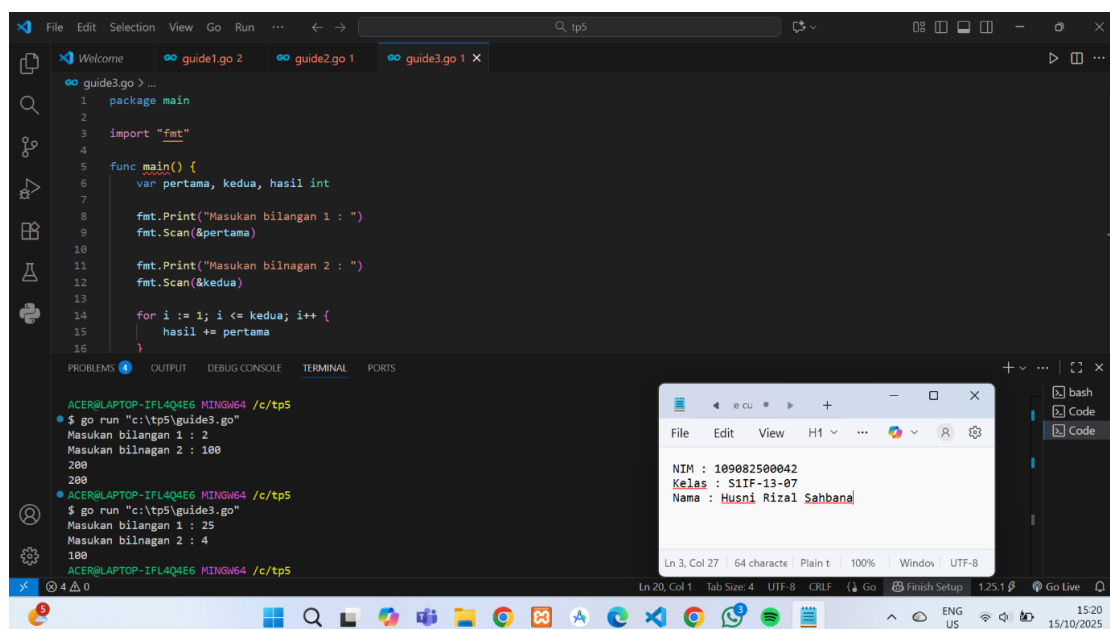 File Edit Selection View Go Run ··· tp5
Welcome guide1.go 2 guide2.go 1 guide3.go 1
guide3.go > ...
1 package main
2
3 import "fmt"
4
5 func main() {
6 var pertama, kedua, hasil int
7
8 fmt.Print("Masukan bilangan 1 : ")
9 fmt.Scan(&pertama)
10
11 fmt.Print("Masukan bilnagan 2 : ")
12 fmt.Scan(&kedua)
13
14 for i := 1; i <= kedua; i++ {
15 hasil += pertama
16 }
PROBLEMS 4 OUTPUT DEBUG CONSOLE TERMINAL PORTS
bash
Code
Code
ACER@LAPTOP-IFL4Q4E6 MINGW64 /c/tp5
$ go run "c:\tp5\guide3.go"
Masukan bilangan 1 : 2
Masukan bilnagan 2 : 100
200
200
ACER@LAPTOP-IFL4Q4E6 MINGW64 /c/tp5
$ go run "c:\tp5\guide3.go"
Masukan bilangan 1 : 25
Masukan bilnagan 2 : 4
100
ACER@LAPTOP-IFL4Q4E6 MINGW64 /c/tp5
File Edit View H1 ···
NIM : 109082500042
Kelas : S1IF-13-07
Nama : Husni Rizal Sahbana
Ln 3, Col 27 64 characte Plain t 100% Window UTF-8
4 0 Ln 20, Col 1 Tab Size: 4 UTF-8 CRLF {} Go Finish Setup 1.25.1 Go Live
5 3 ENG 15:20
US 15/10/2025